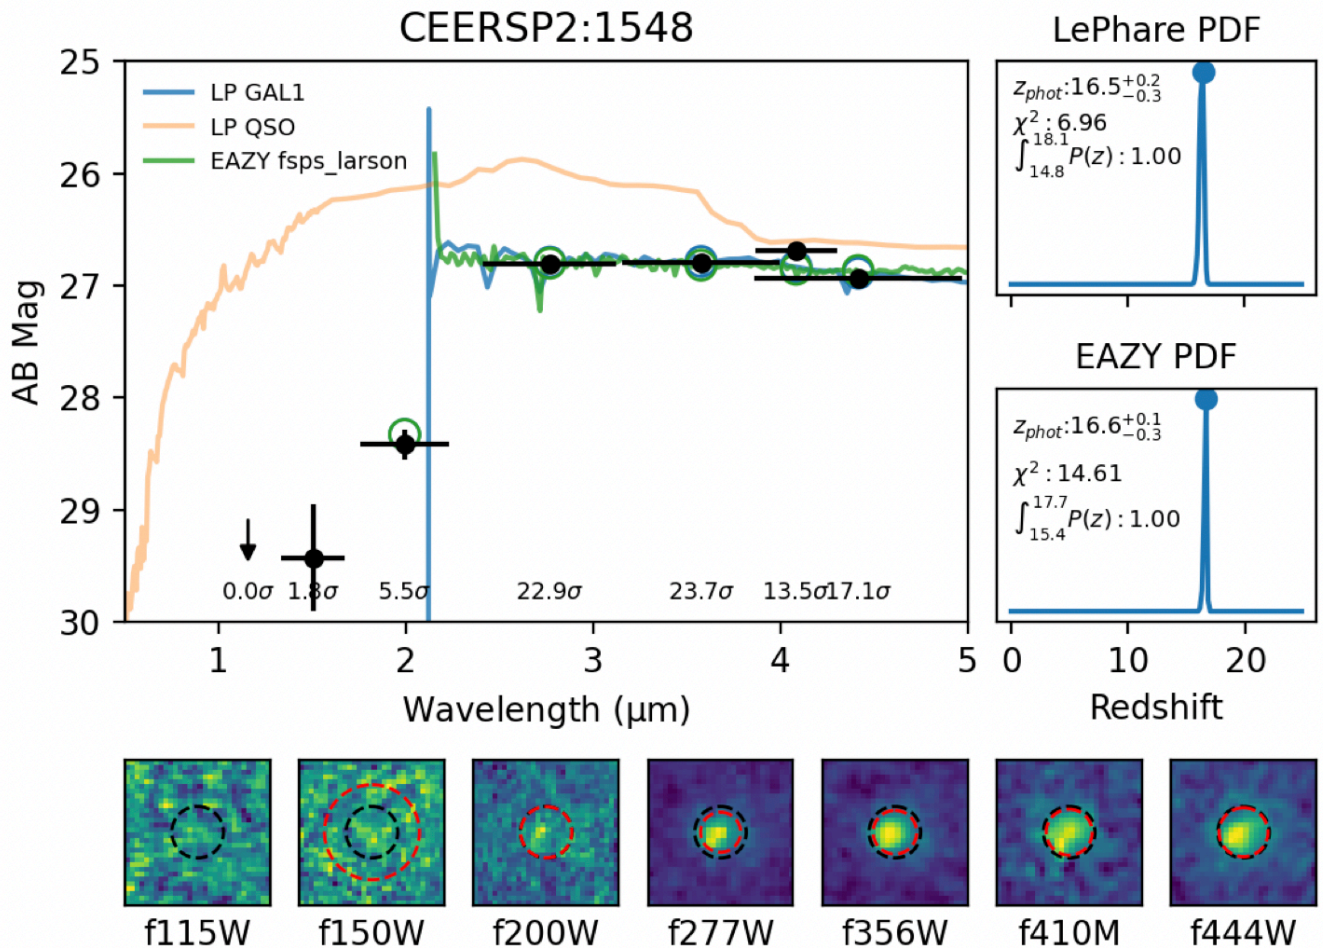 CEERSP2:1548
25
26
27
28
29
30
AB Mag
LP GAL1
LP QSO
EAZY fsps_larson
0.0σ 1.8σ 5.5σ 22.9σ 23.7σ 13.5σ 17.1σ
1 2 3 4 5
Wavelength (μm)
LePhare PDF
z_phot:16.5^{+0.2}_{-0.3}
χ² : 6.96
∫_{14.8}^{18.1} P(z) : 1.00
EAZY PDF
z_phot:16.6^{+0.1}_{-0.3}
χ² : 14.61
∫_{15.4}^{17.7} P(z) : 1.00
0 10 20
Redshift
f115W f150W f200W f277W f356W f410M f444W